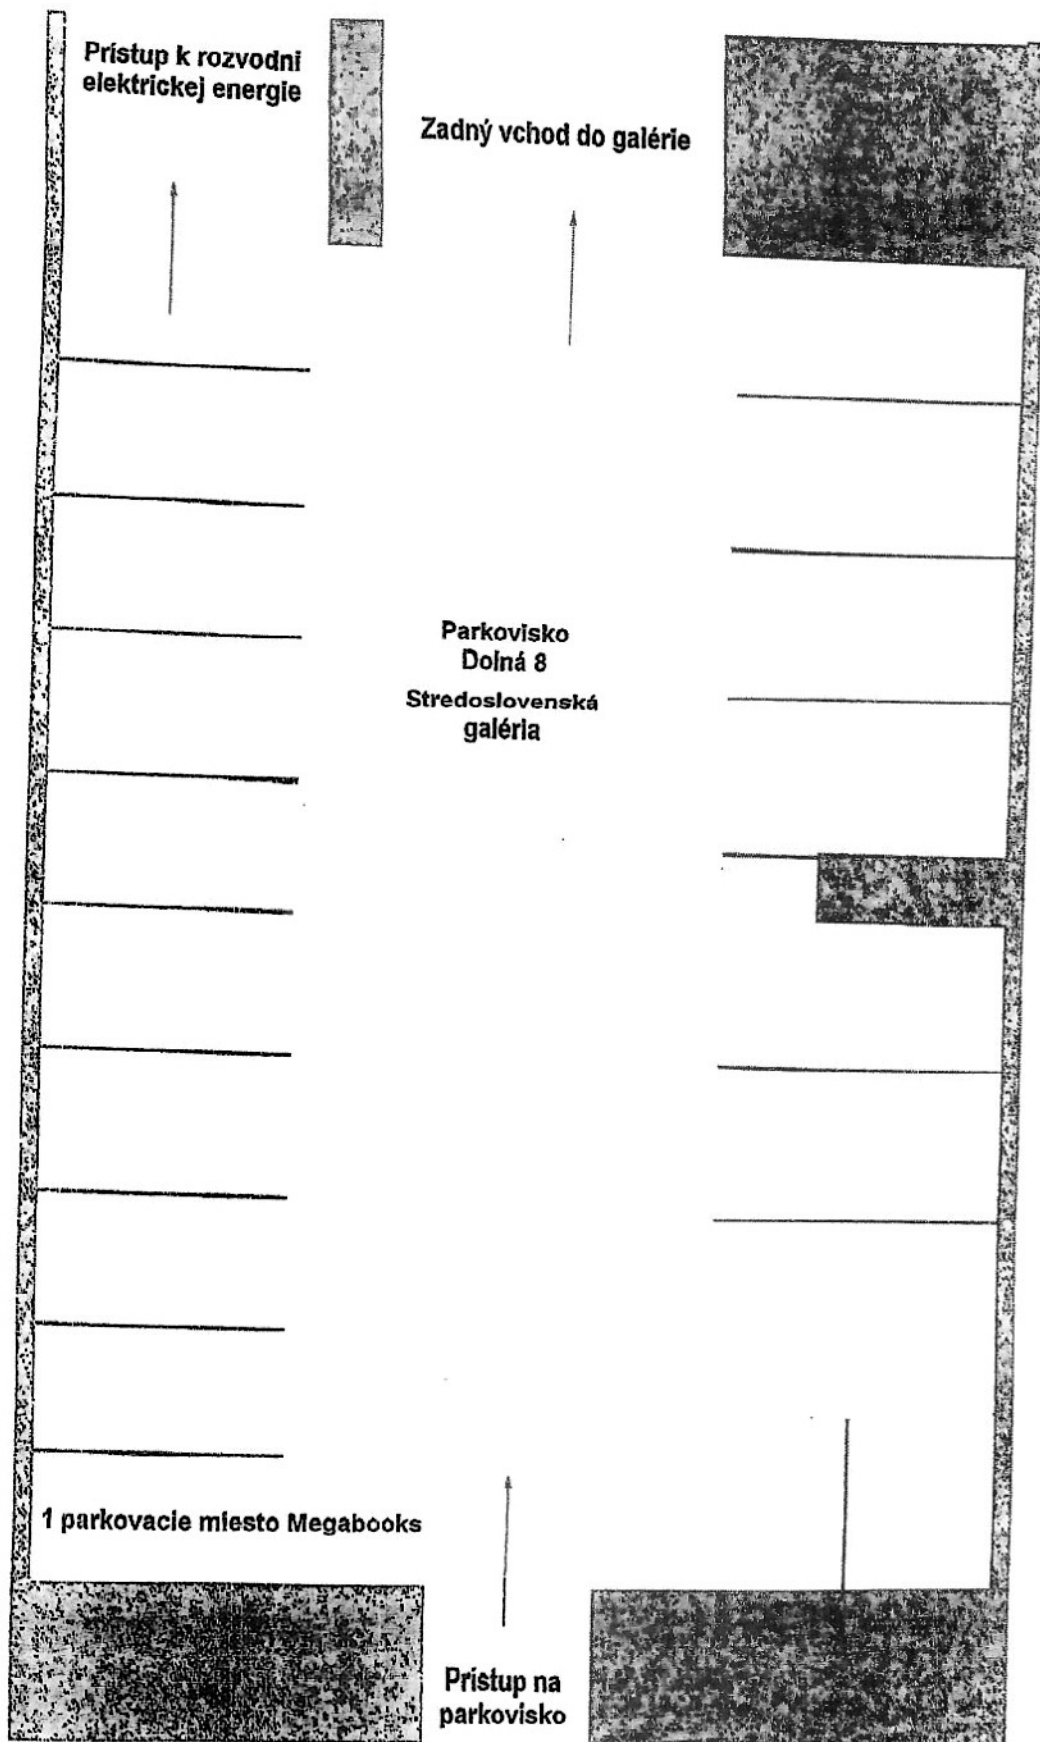 Prístup k rozvodni
elektrickej energie
Zadný vchod do galérie
Parkovisko
Dolná 8
Stredoslovenská
galéria
1 parkovacie miesto Megabooks
Prístup na
parkovisko